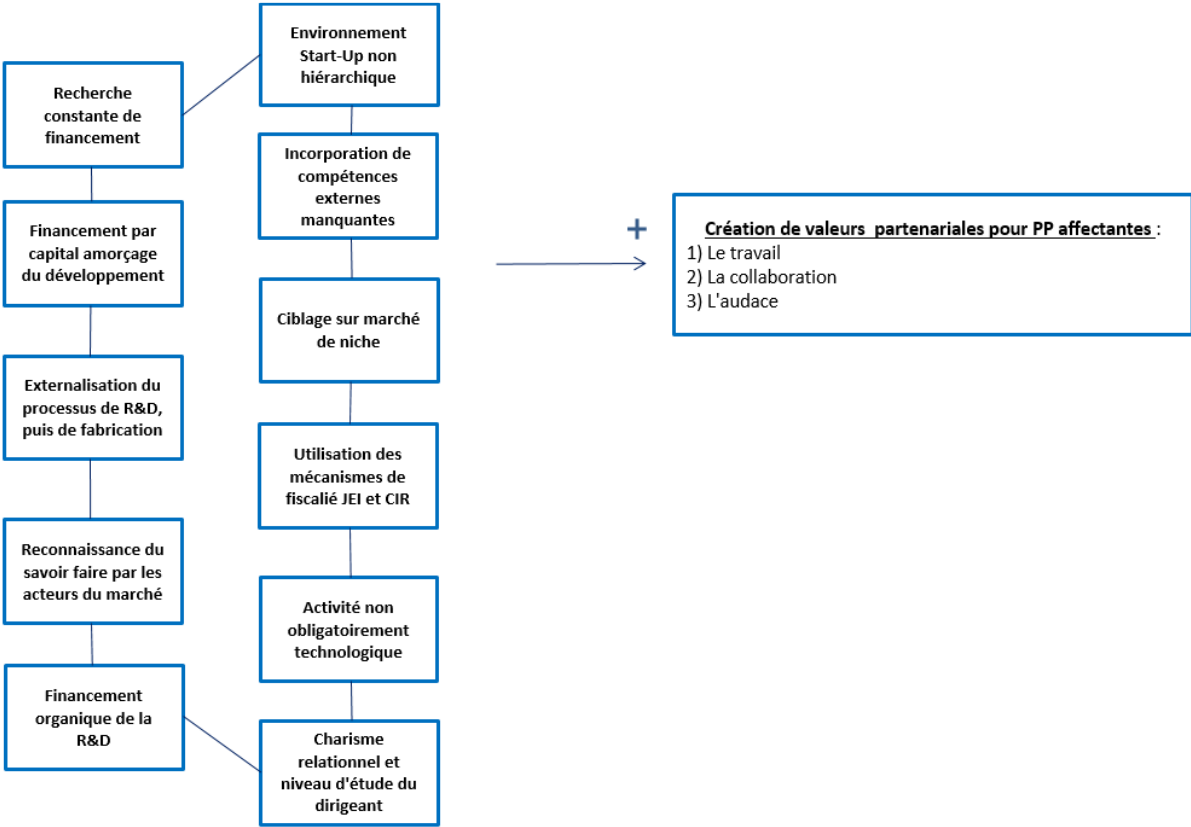 Environnement
Start-Up non
hiérarchique
Recherche
constante de
financement
Incorporation de
compétences
externes
manquantes
Financement par
capital amorçage
du développement
Ciblage sur marché
de niche
Externalisation du
processus de R&D,
puis de fabrication
Utilisation des
mécanismes de
fiscalié JEI et CIR
Reconnaissance du
savoir faire par les
acteurs du marché
Activité non
obligatoirement
technologique
Financement
organique de la
R&D
Charisme
relationnel et
niveau d'étude du
dirigeant
+
Création de valeurs partenariales pour PP affectantes :
1) Le travail
2) La collaboration
3) L'audace